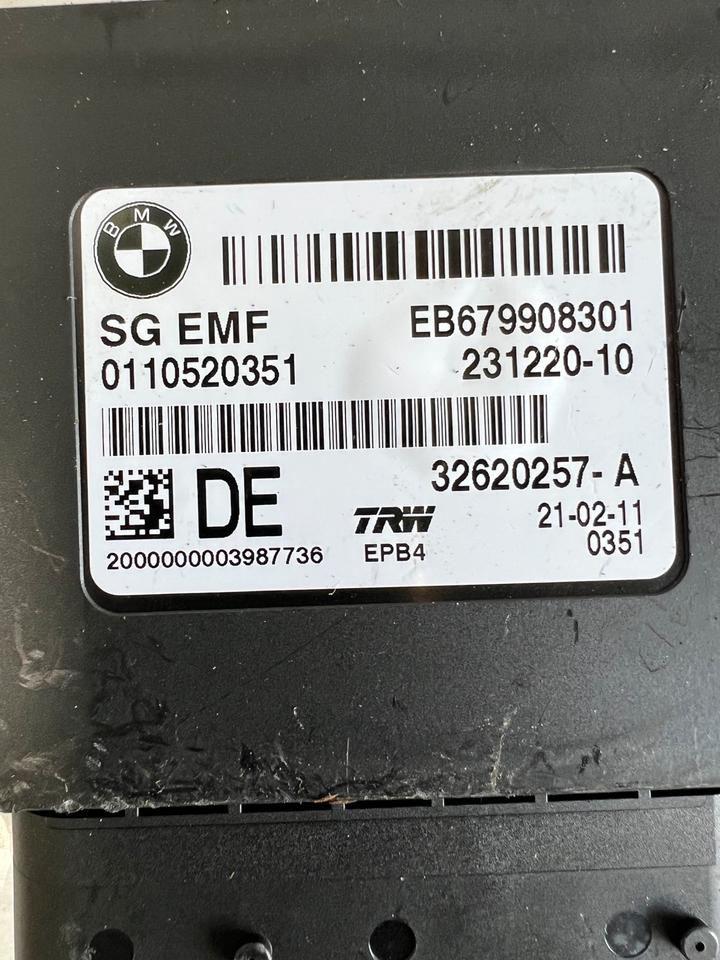 BMW
SG EMF
EB679908301
0110520351
231220-10
32620257- A
DE
TRW
21-02-11
2000000003987736
EPB4
0351